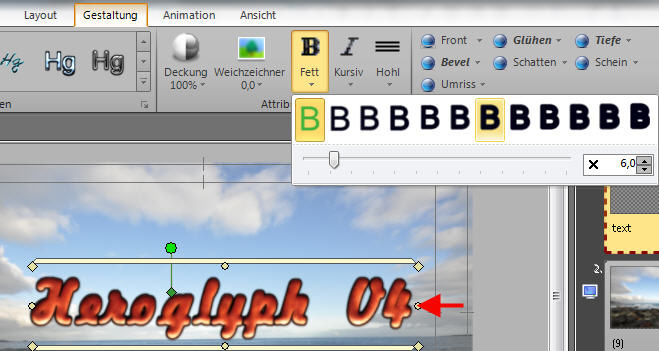 Layout Gestaltung Animation Ansicht
Hg Hg Hg
B I
Deckung Weichzeichner Fett Kursiv Hohl
100% 0,0
Front Glühen Tiefe
Bevel Schatten Schein
Umriss
en Attrib
B B B B B B B B B B B B
6,0
text
2.
Heroglyph V4
(9)